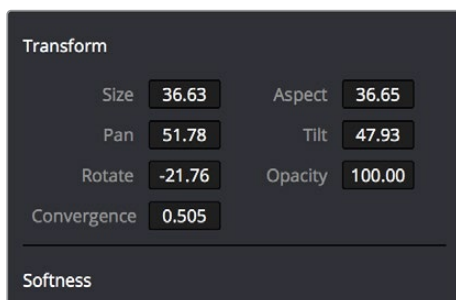 Transform
Size 36.63 Aspect 36.65
Pan 51.78 Tilt 47.93
Rotate -21.76 Opacity 100.00
Convergence 0.505
Softness